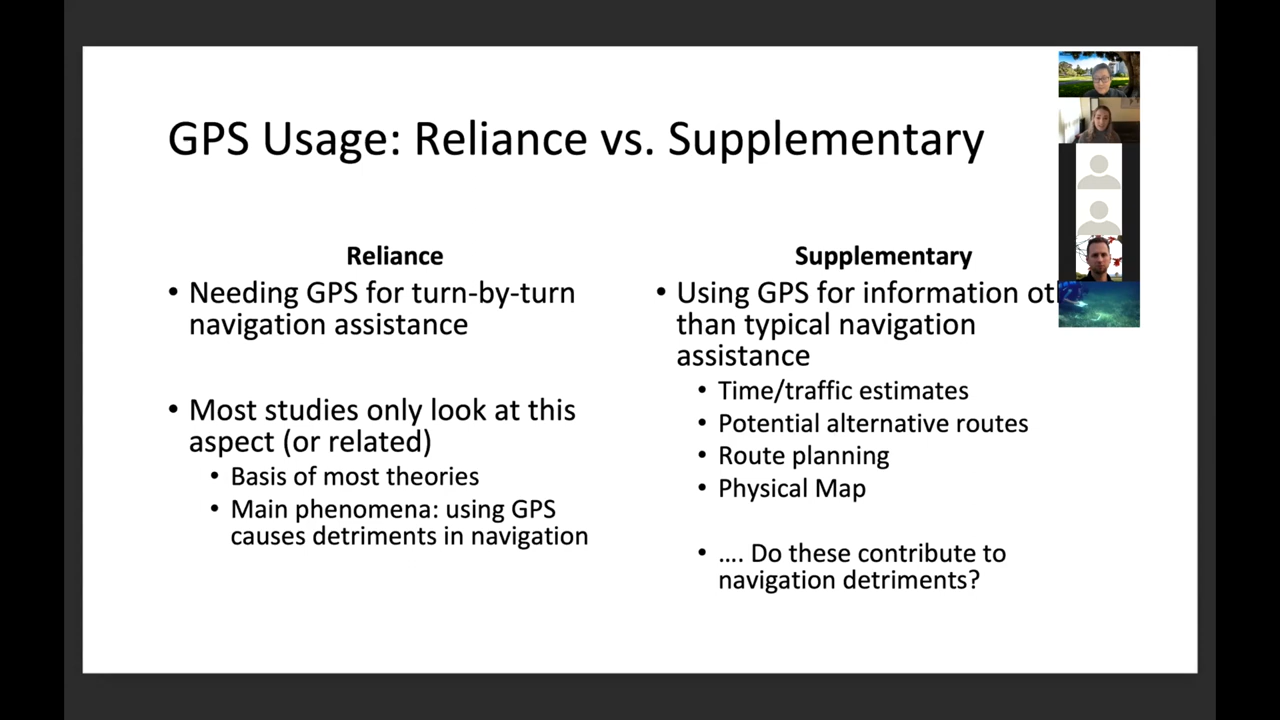 GPS Usage: Reliance vs. Supplementary
Reliance
• Needing GPS for turn-by-turn
navigation assistance
• Most studies only look at this
aspect (or related)
• Basis of most theories
• Main phenomena: using GPS
causes detriments in navigation
Supplementary
• Using GPS for information
than typical navigation
assistance
• Time/traffic estimates
• Potential alternative routes
• Route planning
• Physical Map
• .... Do these contribute to
navigation detriments?